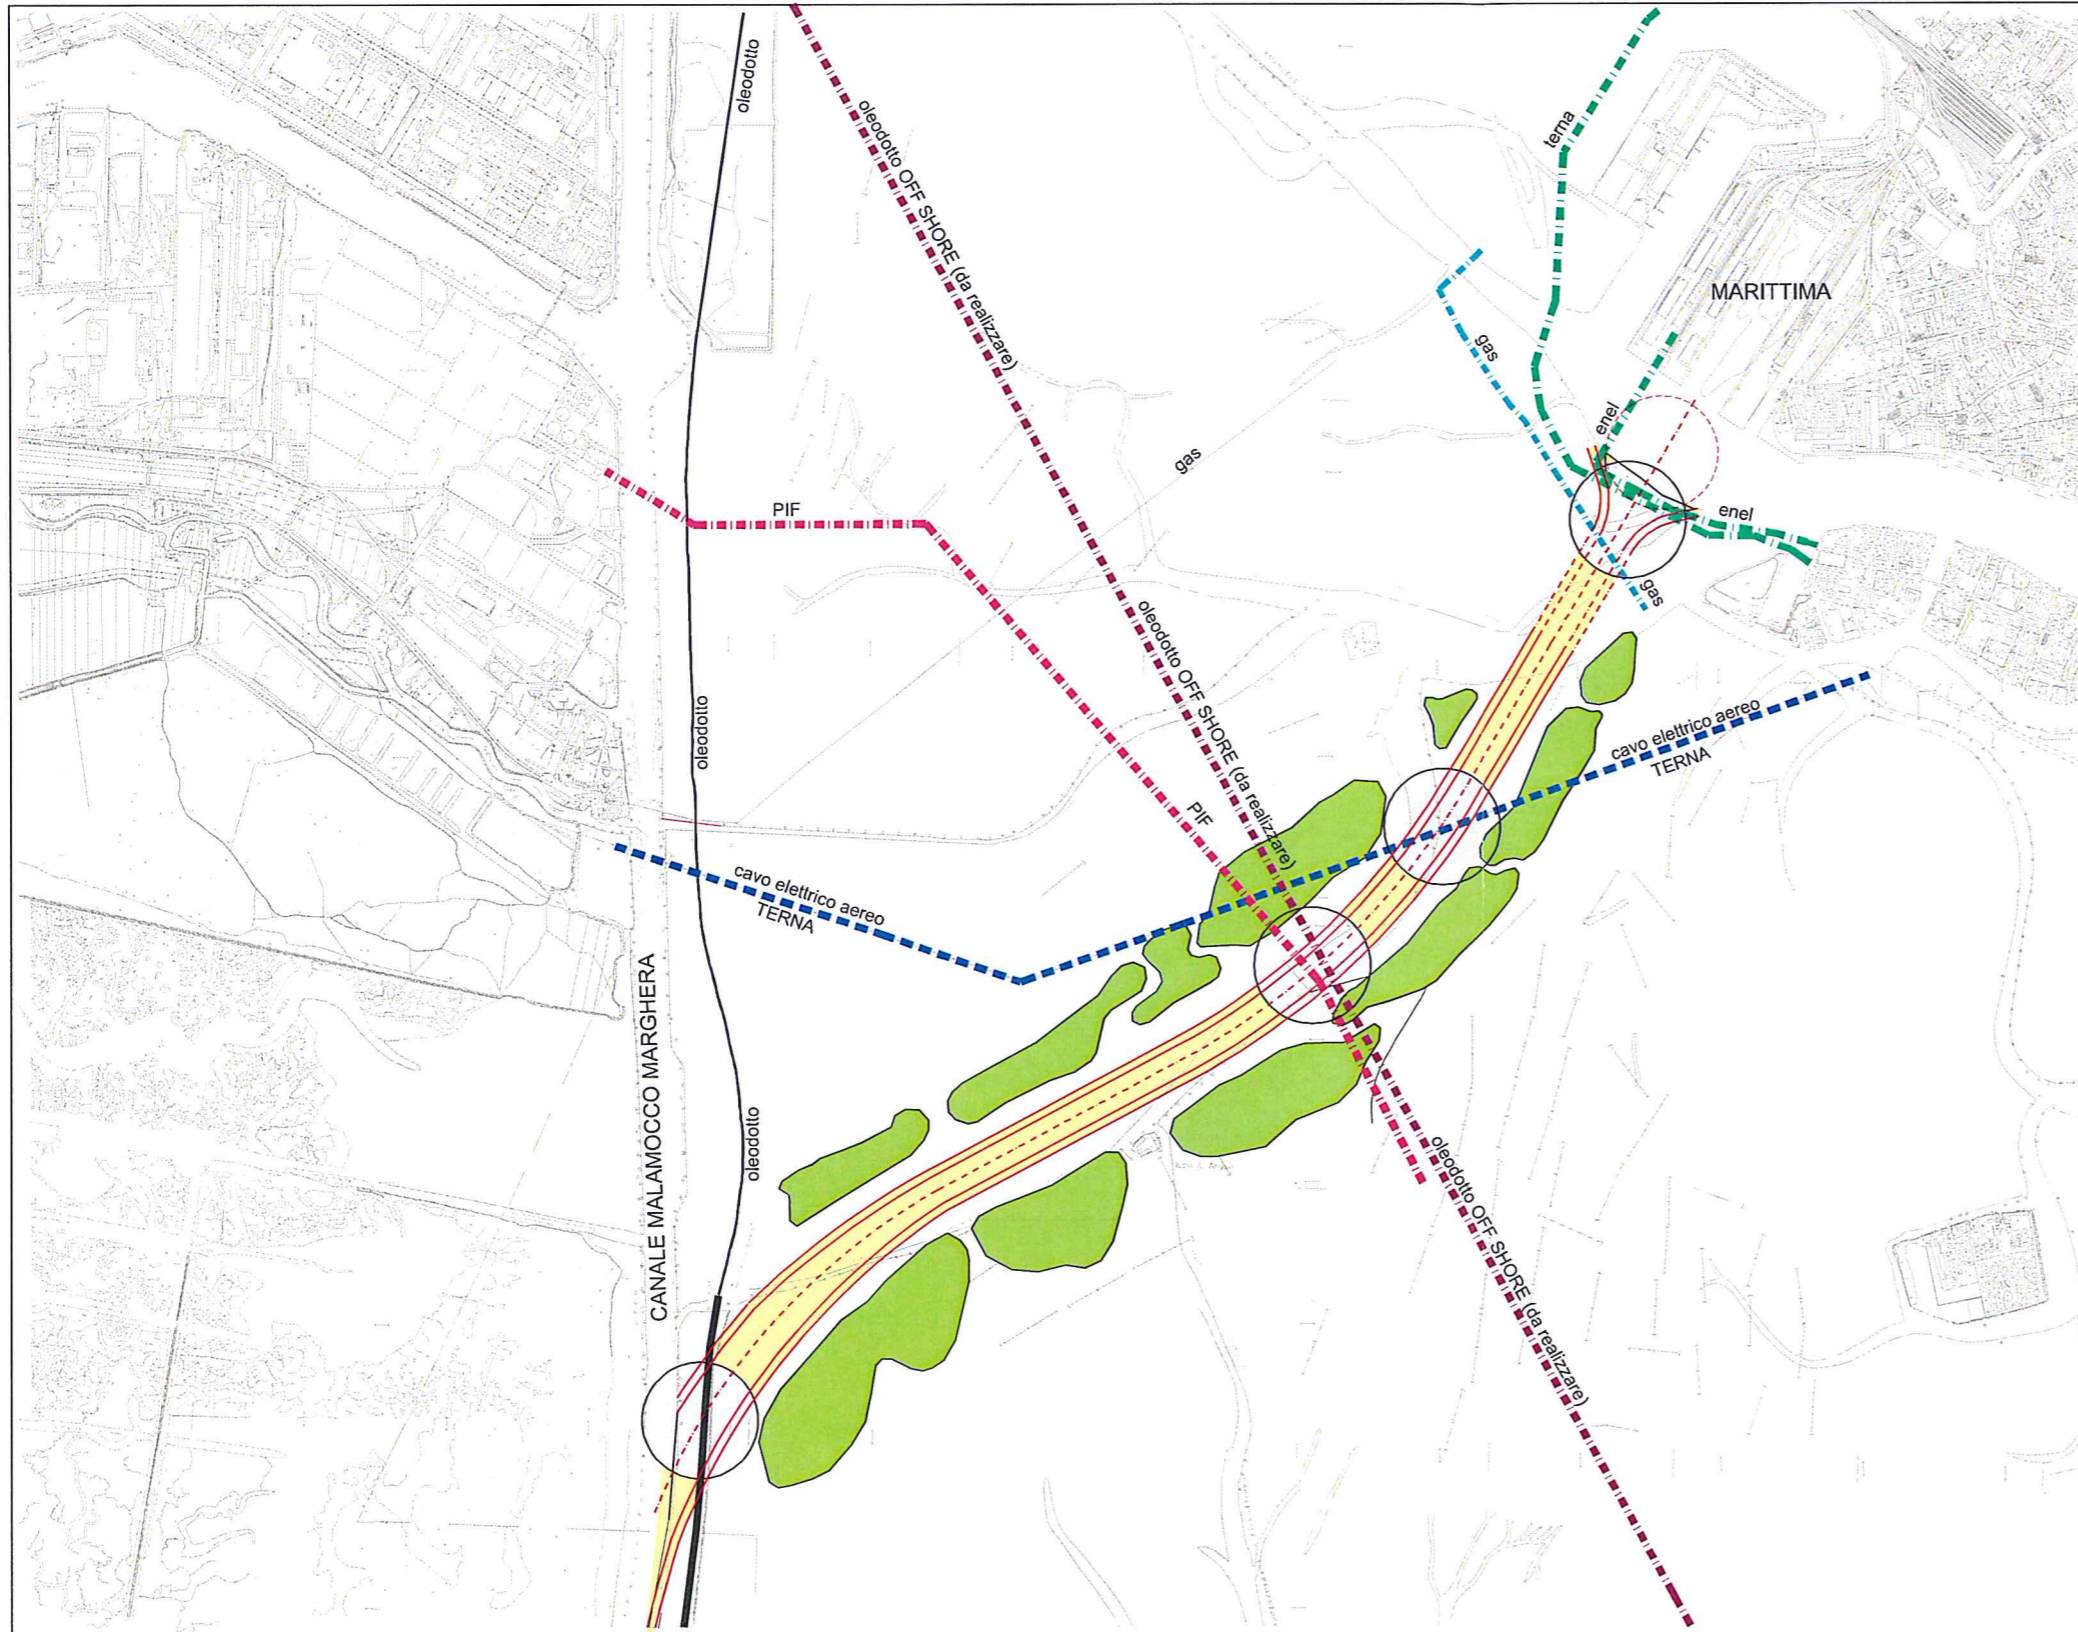 oleodotto
oleodotto OFF SHORE (da realizzare)
terna
MARITTIMA
gas
enel
gas
PIF
enel
gas
oleodotto OFF SHORE (da realizzare)
oleodotto
cavo elettrico aereo
TERNA
PIF
cavo elettrico aereo
TERNA
CANALE MALAMOCCO MARGHERA
oleodotto
oleodotto OFF SHORE (da realizzare)